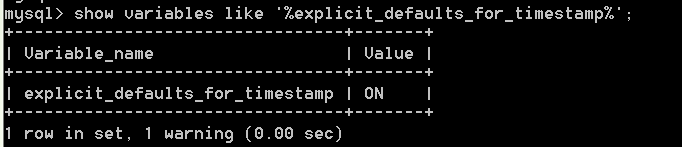 mysql> show variables like '%explicit_defaults_for_timestamp%';
+---------------------------------+-------+
| Variable_name                   | Value |
+---------------------------------+-------+
| explicit_defaults_for_timestamp | ON    |
+---------------------------------+-------+
1 row in set, 1 warning (0.00 sec)